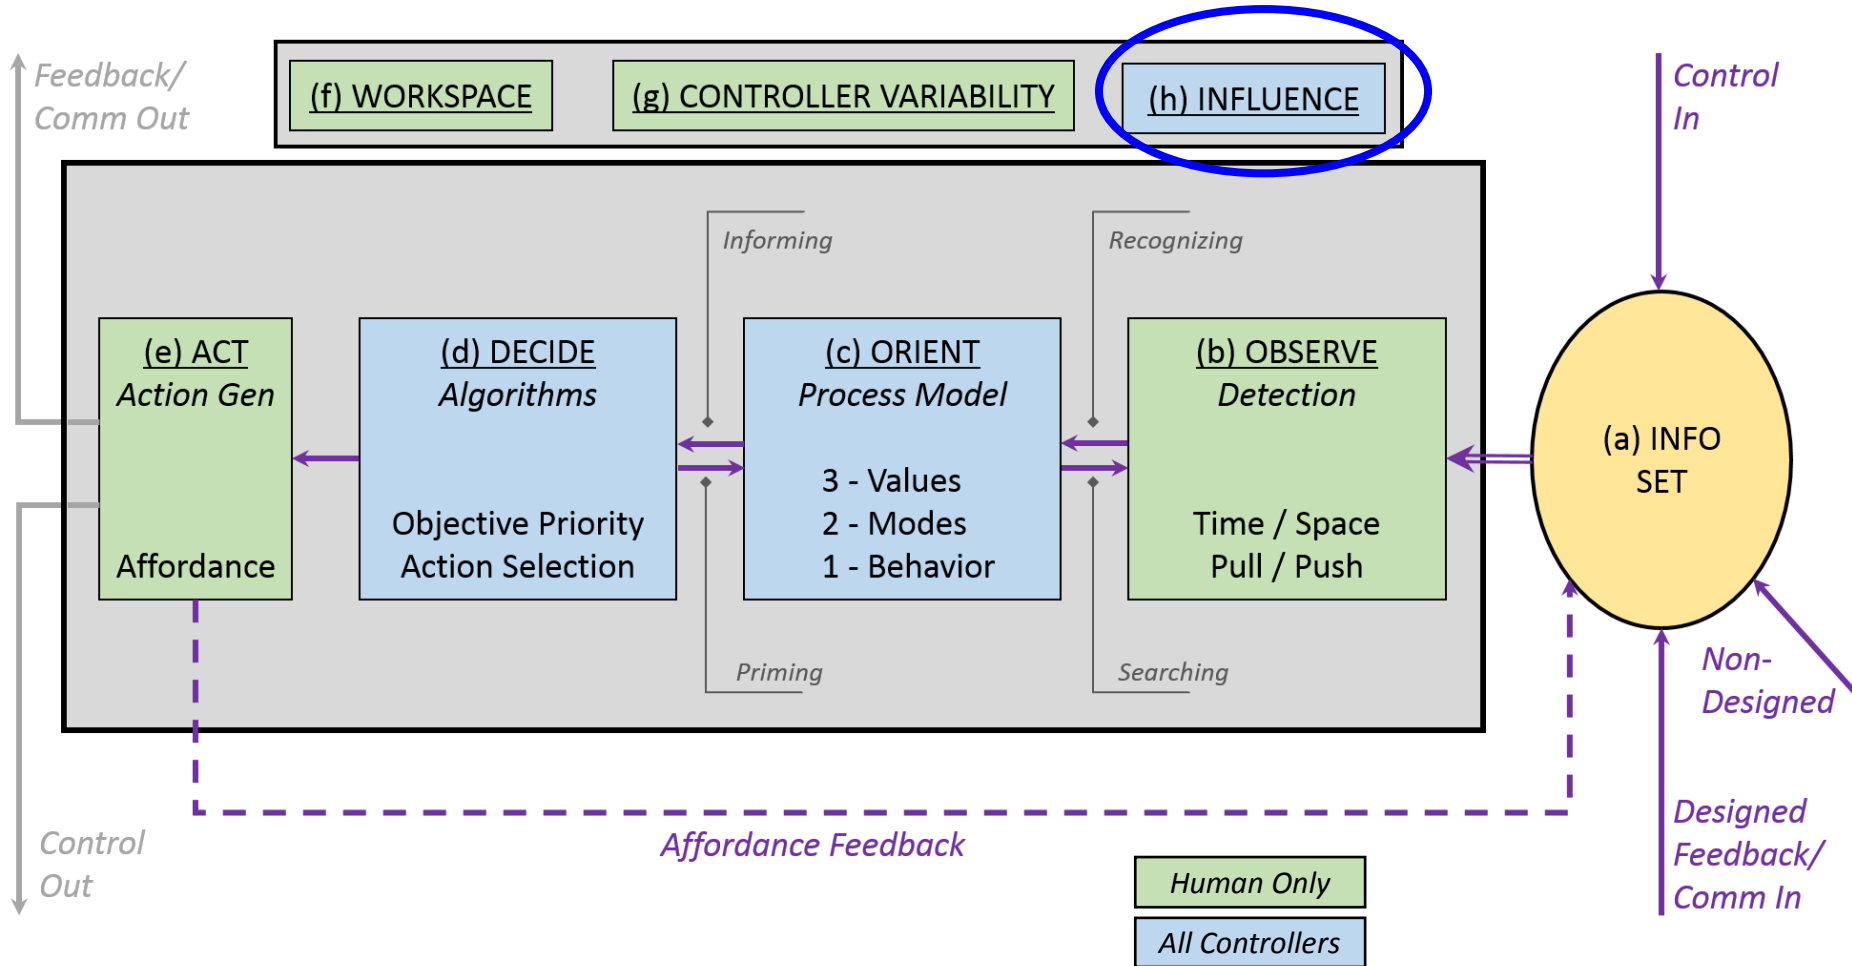 Feedback/
Comm Out
(f) WORKSPACE
(g) CONTROLLER VARIABILITY
(h) INFLUENCE
Control
In
Informing
Recognizing
(e) ACT
Action Gen
Affordance
(d) DECIDE
Algorithms
Objective Priority
Action Selection
(c) ORIENT
Process Model
3 - Values
2 - Modes
1 - Behavior
(b) OBSERVE
Detection
Time / Space
Pull / Push
(a) INFO
SET
Priming
Searching
Non-
Designed
Control
Out
Affordance Feedback
Designed
Feedback/
Comm In
Human Only
All Controllers